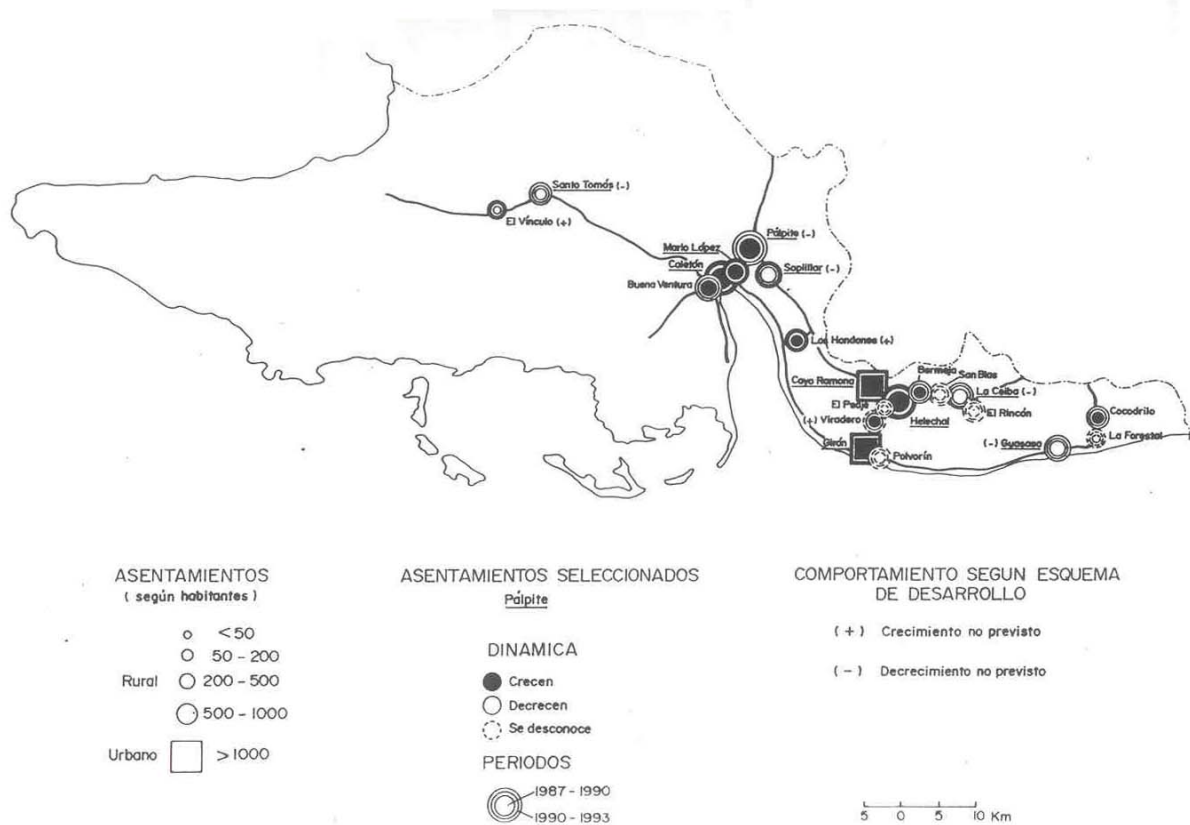 Santo Tomás (-)
El Vínculo (+)
Pálpite (-)
Mario López
Caletón
Soplillar (-)
Buena Ventura
Los Hondones (+)
Cayo Ramona
Bermeja
San Blas
La Ceiba (-)
El Peaje
El Rincón
(+) Viradero
Helechal
Cocodrilo
La Forestal
Girón
(-) Guasasa
Polvorín
ASENTAMIENTOS
( según habitantes )
< 50
50 - 200
Rural
200 - 500
500 - 1000
Urbano
> 1000
ASENTAMIENTOS SELECCIONADOS
Pálpite
DINAMICA
Crecen
Decrecen
Se desconoce
PERIODOS
1987 - 1990
1990 - 1993
COMPORTAMIENTO SEGUN ESQUEMA
DE DESARROLLO
( + ) Crecimiento no previsto
( - ) Decrecimiento no previsto
5 0 5 10 Km